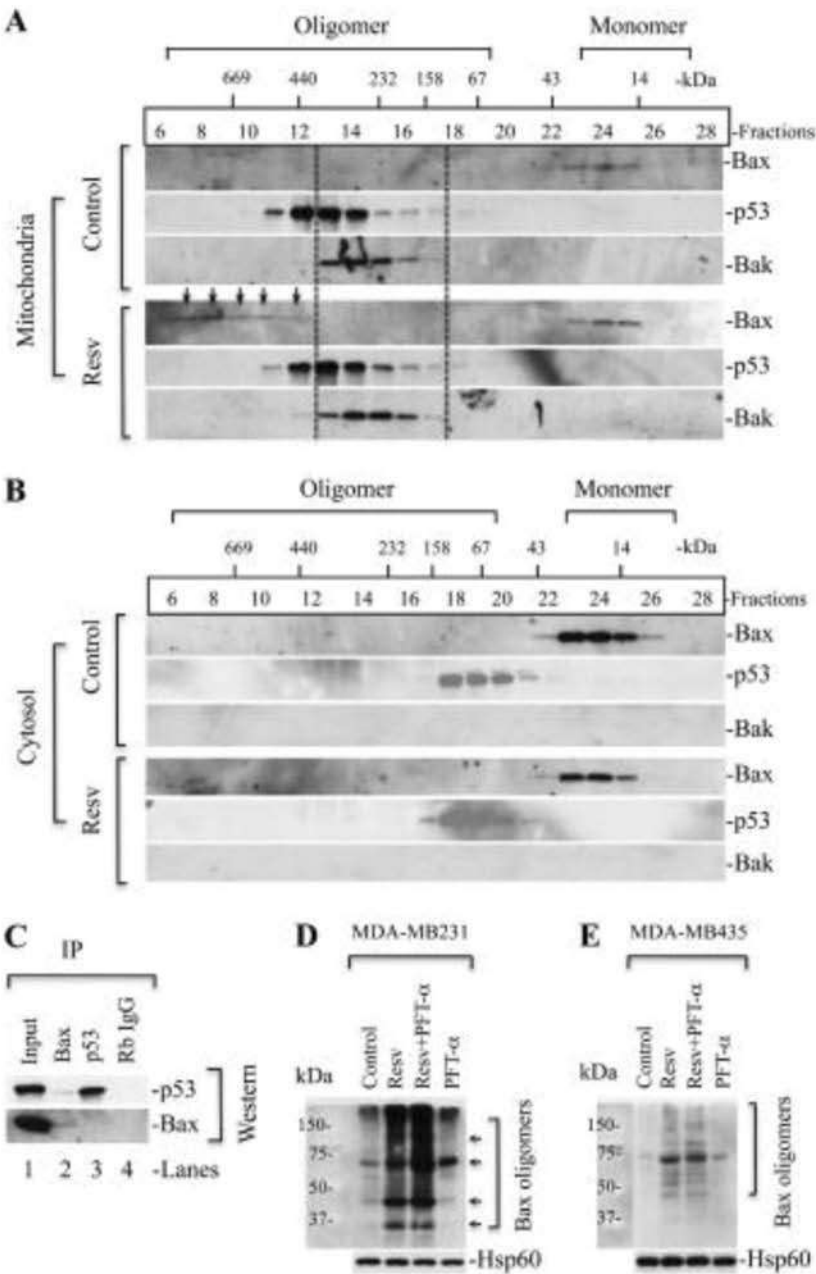 A
Oligomer Monomer
669 440 232 158 67 43 14 -kDa
6 8 10 12 14 16 18 20 22 24 26 28 -Fractions
Mitochondria
Control
-Bax
-p53
-Bak
Resv
-Bax
-p53
-Bak
B
Oligomer Monomer
669 440 232 158 67 43 14 -kDa
6 8 10 12 14 16 18 20 22 24 26 28 -Fractions
Cytosol
Control
-Bax
-p53
-Bak
Resv
-Bax
-p53
-Bak
C
IP
Input Bax p53 Rb IgG
-p53
-Bax
Western
1 2 3 4 -Lanes
D
MDA-MB231
kDa
Control Resv Resv+PFT-α PFT-α
150-
75-
50-
37-
Bax oligomers
-Hsp60
E
MDA-MB435
kDa
Control Resv Resv+PFT-α PFT-α
150-
75-
50-
37-
Bax oligomers
-Hsp60